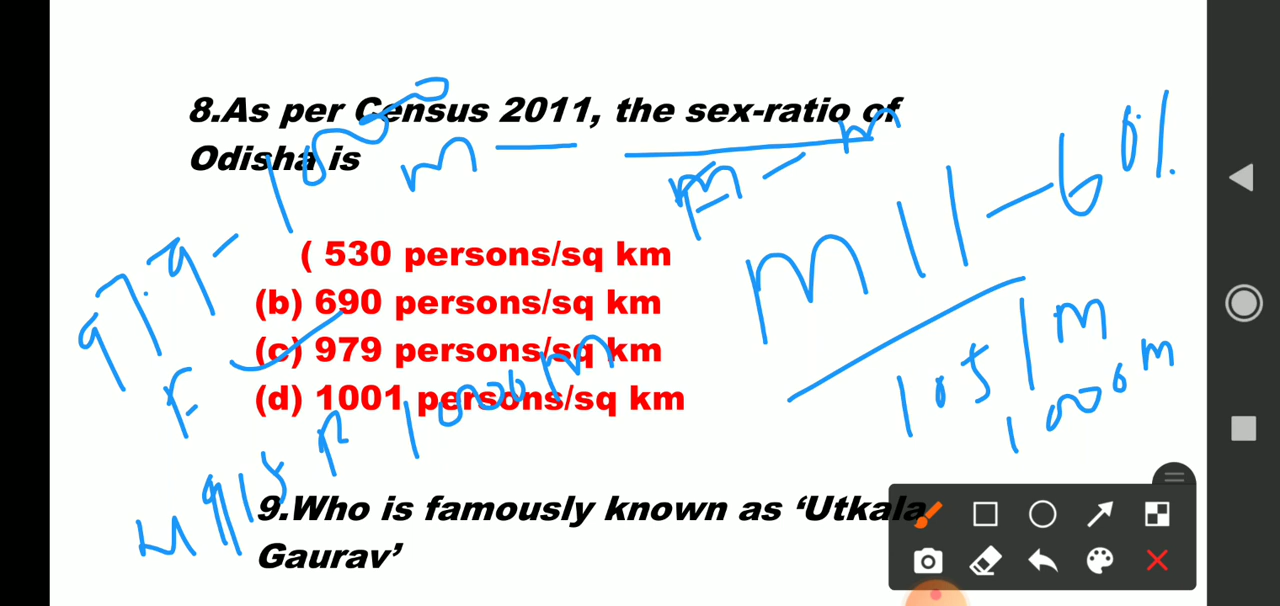 8.As per Census 2011, the sex-ratio of
Odisha is
979 - 1000
m
F - m
M 11 - 60%
( 530 persons/sq km
(b) 690 persons/sq km
(c) 979 persons/sq km
(d) 1001 persons/sq km
F
1000 m
1051 m
1000 m
9.Who is famously known as ‘Utkala
Gaurav’